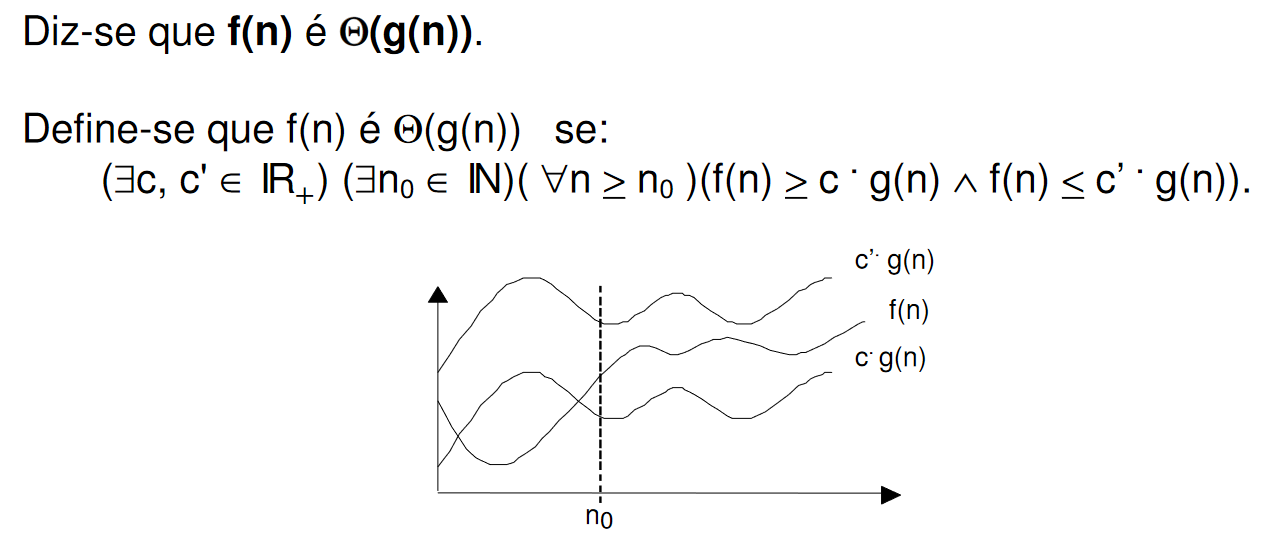 Diz-se que f(n) é Θ(g(n)).
Define-se que f(n) é Θ(g(n)) se:
(∃c, c' ∈ ℝ₊) (∃n₀ ∈ ℕ)( ∀n ≥ n₀ )(f(n) ≥ c · g(n) ∧ f(n) ≤ c’ · g(n)).
c’· g(n)
f(n)
c· g(n)
n₀